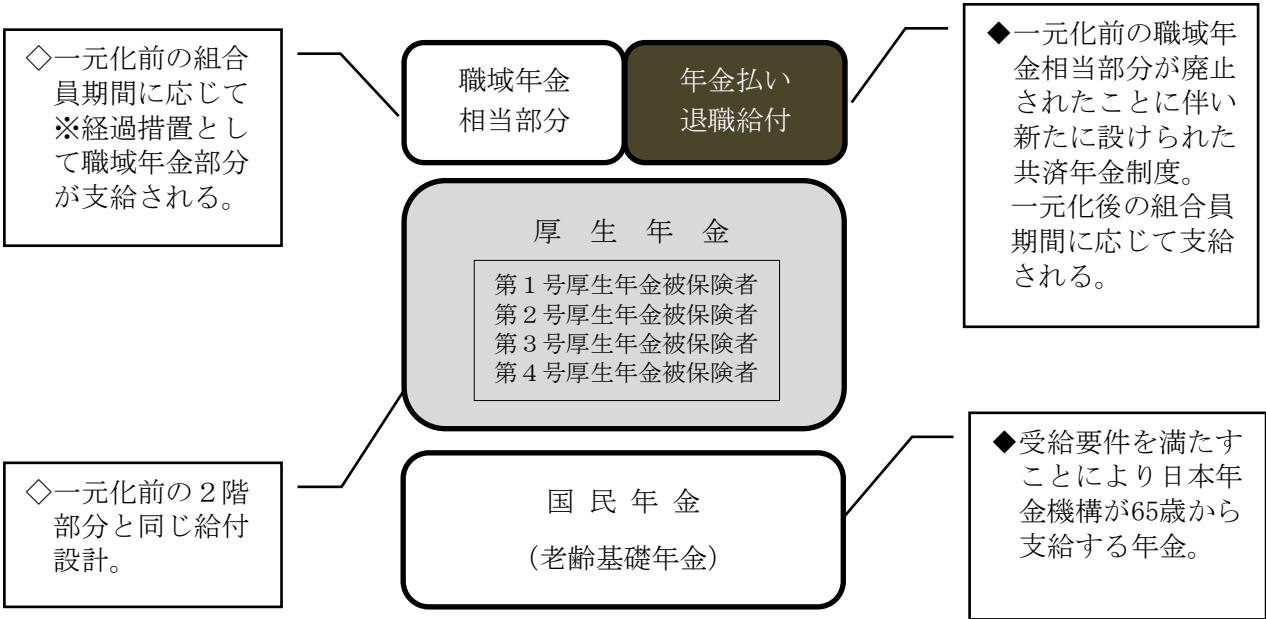 ◇一元化前の組合
員期間に応じて
※経過措置とし
て職域年金部分
が支給される。
職域年金
相当部分
年金払い
退職給付
◆一元化前の職域年
金相当部分が廃止
されたことに伴い
新たに設けられた
共済年金制度。
一元化後の組合員
期間に応じて支給
される。
厚 生 年 金
第1号厚生年金被保険者
第2号厚生年金被保険者
第3号厚生年金被保険者
第4号厚生年金被保険者
◇一元化前の2階
部分と同じ給付
設計。
国 民 年 金
(老齢基礎年金)
◆受給要件を満たす
ことにより日本年
金機構が65歳から
支給する年金。